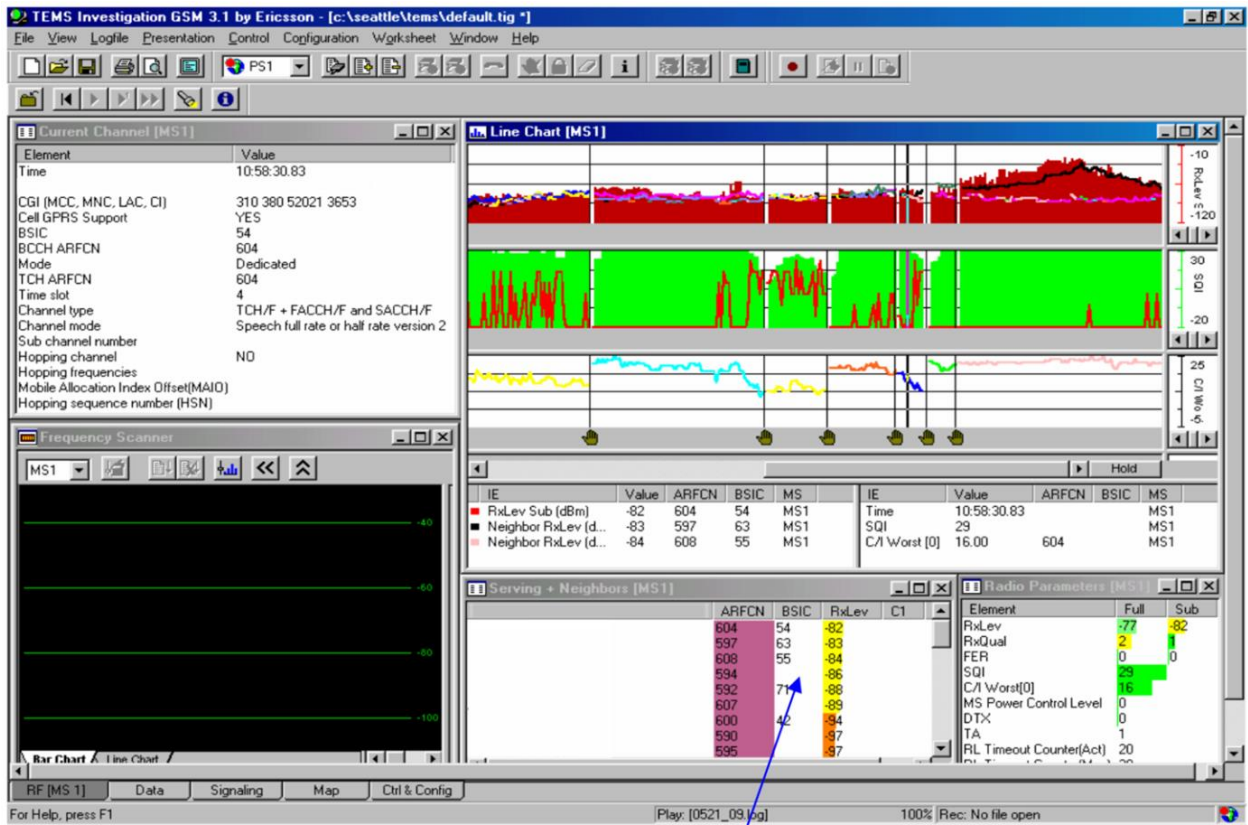 TEMS Investigation GSM 3.1 by Ericsson - [c:\seattle\tems\default.tig *]
File View Logfile Presentation Control Configuration Worksheet Window Help
PS1
Current Channel [MS1]
Element Value
Time 10:58:30.83
CGI (MCC, MNC, LAC, CI) 310 380 52021 3653
Cell GPRS Support YES
BSIC 54
BCCH ARFCN 604
Mode Dedicated
TCH ARFCN 604
Time slot 4
Channel type TCH/F + FACCH/F and SACCH/F
Channel mode Speech full rate or half rate version 2
Sub channel number
Hopping channel NO
Hopping frequencies
Mobile Allocation Index Offset(MAIO)
Hopping sequence number (HSN)
Line Chart [MS1]
-10
RxLev S
-120
30
SQI
-20
25
C/I Wo
-5
Hold
IE Value ARFCN BSIC MS
RxLev Sub (dBm) -82 604 54 MS1
Neighbor RxLev (d... -83 597 63 MS1
Neighbor RxLev (d... -84 608 55 MS1
IE Value ARFCN BSIC MS
Time 10:58:30.83 MS1
SQI 29 MS1
C/I Worst [0] 16.00 604 MS1
Frequency Scanner
MS1
-40
-60
-80
-100
Bar Chart Line Chart
Serving + Neighbors [MS1]
ARFCN BSIC RxLev C1
604 54 -82
597 63 -83
608 55 -84
594 -86
592 71 -88
607 -89
600 42 -94
590 -97
595 -97
Radio Parameters [MS1]
Element Full Sub
RxLev -77 -82
RxQual 2 1
FER 0 0
SQI 29
C/I Worst[0] 16
MS Power Control Level 0
DTX 0
TA 1
RL Timeout Counter(Act) 20
RF [MS 1] Data Signaling Map Ctrl & Config
For Help, press F1 Play: [0521_09.log] 100% Rec: No file open